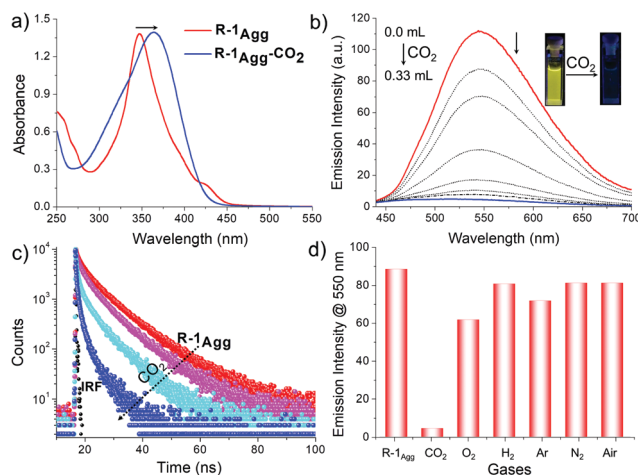 a)
R-1Agg
R-1Agg-CO2
Absorbance
1.5
1.2
0.9
0.6
0.3
0.0
250 300 350 400 450 500 550
Wavelength (nm)
b)
0.0 mL
CO2
0.33 mL
CO2
Emission Intensity (a.u.)
120
100
80
60
40
20
0
450 500 550 600 650 700
Wavelength (nm)
c)
R-1Agg
CO2
IRF
Counts
10^4
10^3
10^2
10^1
20 40 60 80 100
Time (ns)
d)
Emission Intensity @ 550 nm
100
80
60
40
20
0
R-1Agg CO2 O2 H2 Ar N2 Air
Gases